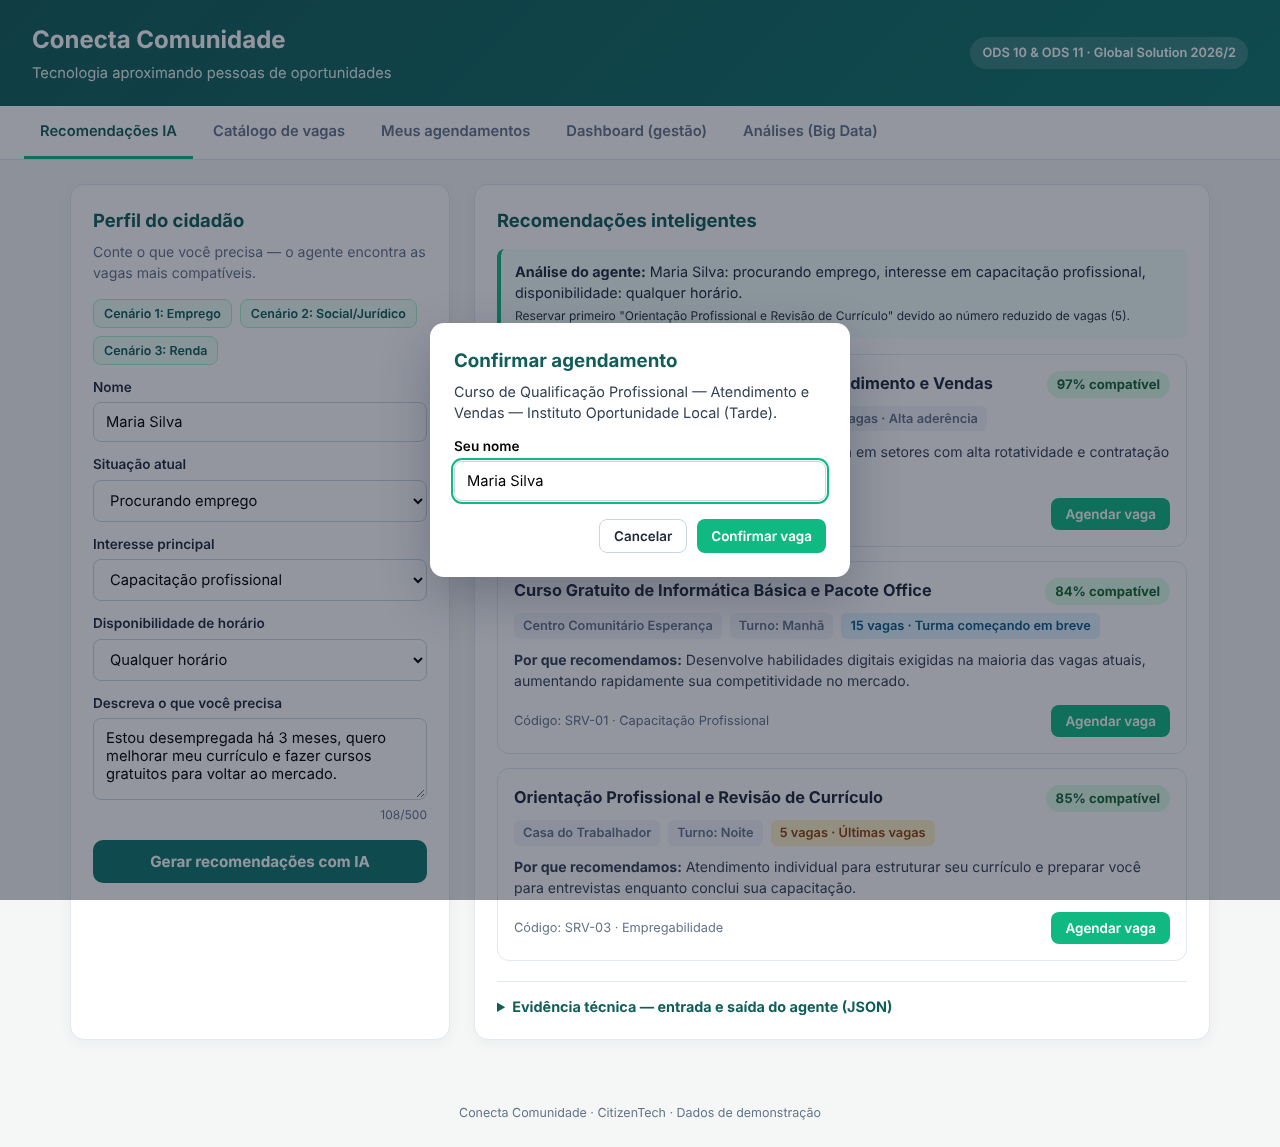 Conecta Comunidade
Tecnologia aproximando pessoas de oportunidades
ODS 10 & ODS 11 · Global Solution 2026/2
Recomendações IA
Catálogo de vagas
Meus agendamentos
Dashboard (gestão)
Análises (Big Data)
Perfil do cidadão
Conte o que você precisa — o agente encontra as
vagas mais compatíveis.
Cenário 1: Emprego
Cenário 2: Social/Jurídico
Cenário 3: Renda
Nome
Maria Silva
Situação atual
Procurando emprego
Interesse principal
Capacitação profissional
Disponibilidade de horário
Qualquer horário
Descreva o que você precisa
Estou desempregada há 3 meses, quero
melhorar meu currículo e fazer cursos
gratuitos para voltar ao mercado.
108/500
Gerar recomendações com IA
Recomendações inteligentes
Análise do agente: Maria Silva: procurando emprego, interesse em capacitação profissional,
disponibilidade: qualquer horário.
Reservar primeiro "Orientação Profissional e Revisão de Currículo" devido ao número reduzido de vagas (5).
Confirmar agendamento
Curso de Qualificação Profissional — Atendimento e
Vendas — Instituto Oportunidade Local (Tarde).
Seu nome
Maria Silva
Cancelar
Confirmar vaga
dimento e Vendas
97% compatível
agas · Alta aderência
em setores com alta rotatividade e contratação
Agendar vaga
Curso Gratuito de Informática Básica e Pacote Office
84% compatível
Centro Comunitário Esperança
Turno: Manhã
15 vagas · Turma começando em breve
Por que recomendamos: Desenvolve habilidades digitais exigidas na maioria das vagas atuais,
aumentando rapidamente sua competitividade no mercado.
Código: SRV-01 · Capacitação Profissional
Agendar vaga
Orientação Profissional e Revisão de Currículo
85% compatível
Casa do Trabalhador
Turno: Noite
5 vagas · Últimas vagas
Por que recomendamos: Atendimento individual para estruturar seu currículo e preparar você
para entrevistas enquanto conclui sua capacitação.
Código: SRV-03 · Empregabilidade
Agendar vaga
Evidência técnica — entrada e saída do agente (JSON)
Conecta Comunidade · CitizenTech · Dados de demonstração